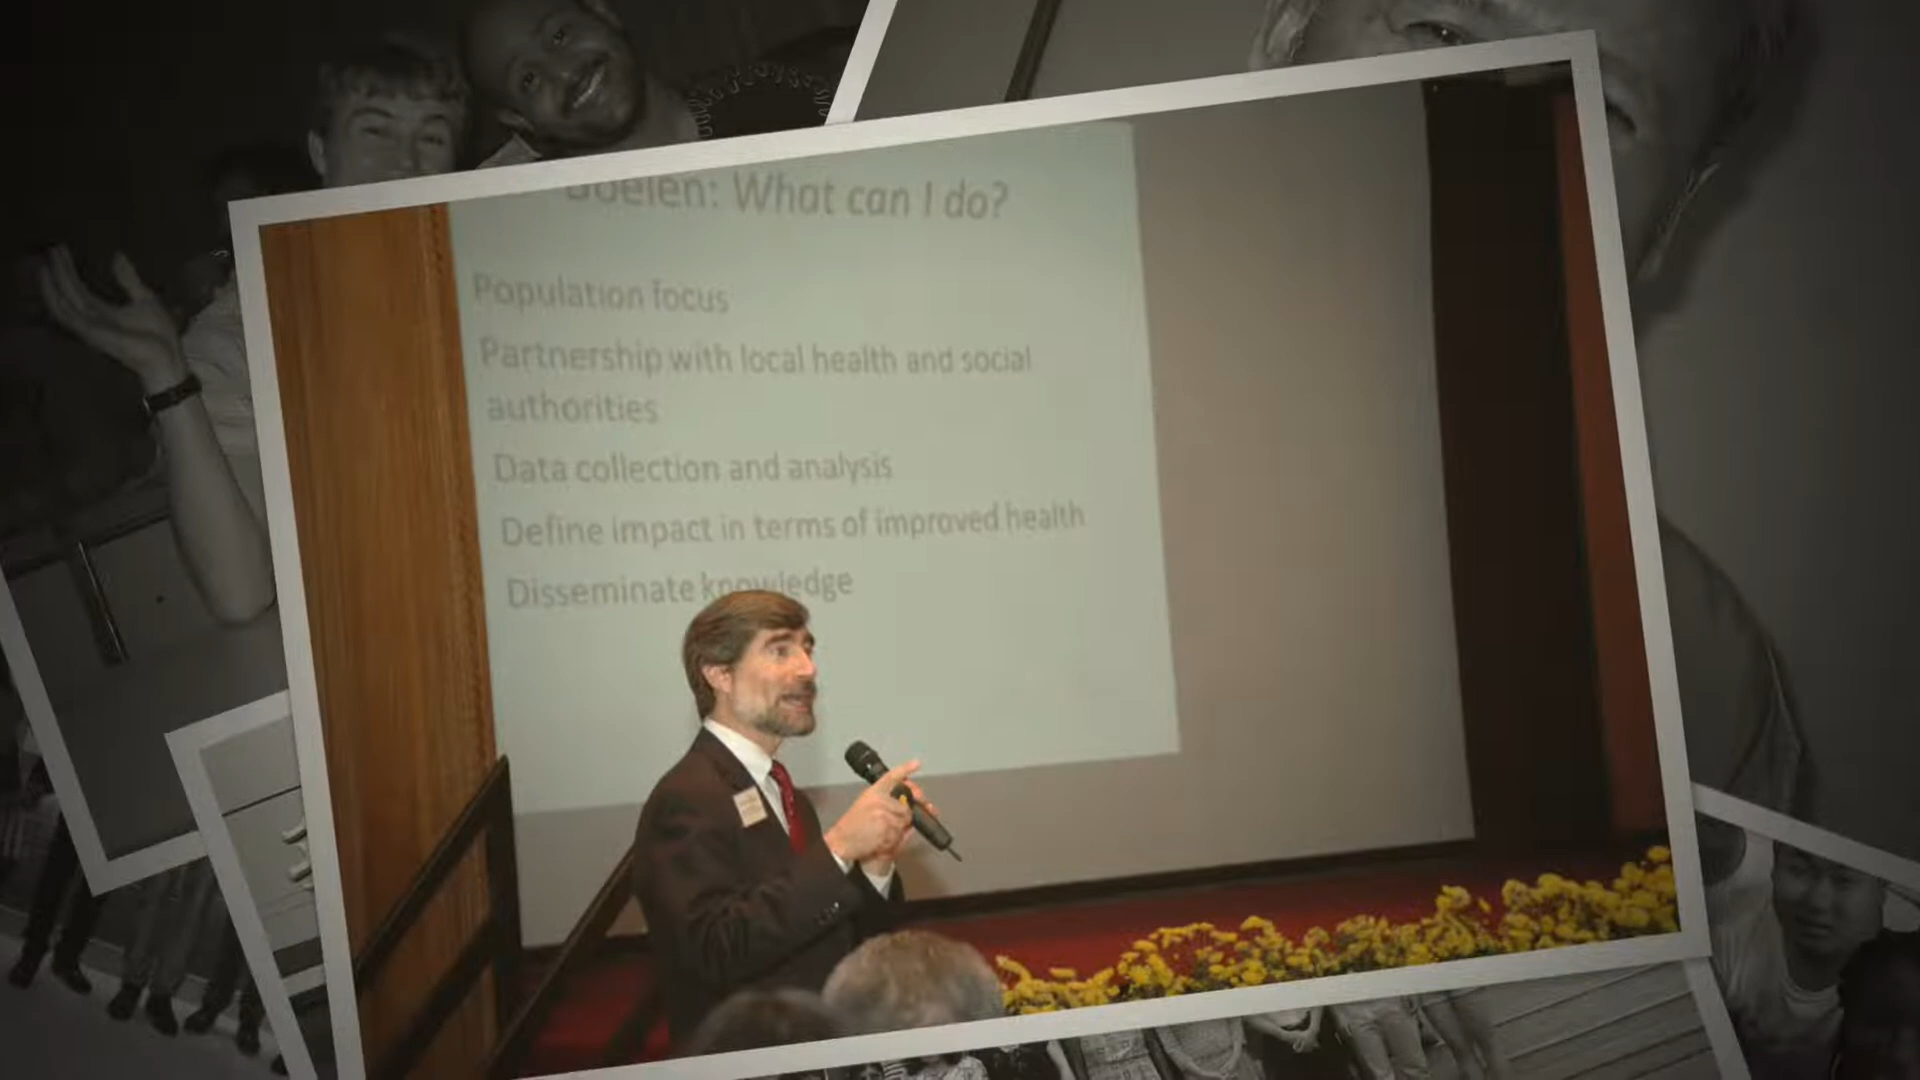 Boelen: What can I do?
Population focus
Partnership with local health and social
authorities
Data collection and analysis
Define impact in terms of improved health
Disseminate knowledge